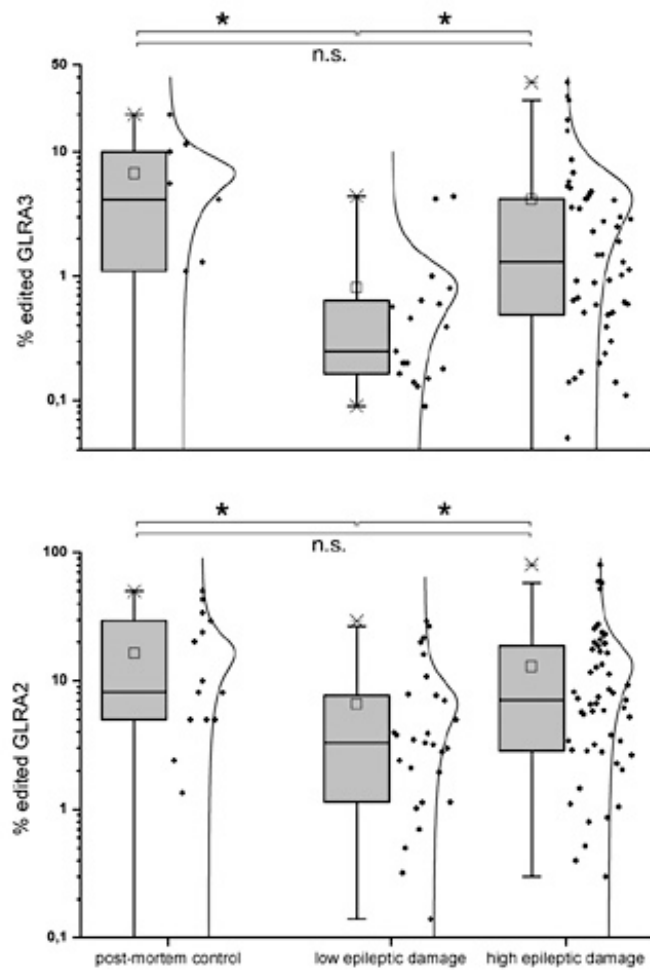 * *
n.s.
50
10
1
0,1
% edited GLRA3
* *
n.s.
100
10
1
0,1
% edited GLRA2
post-mortem control low epileptic damage high epileptic damage